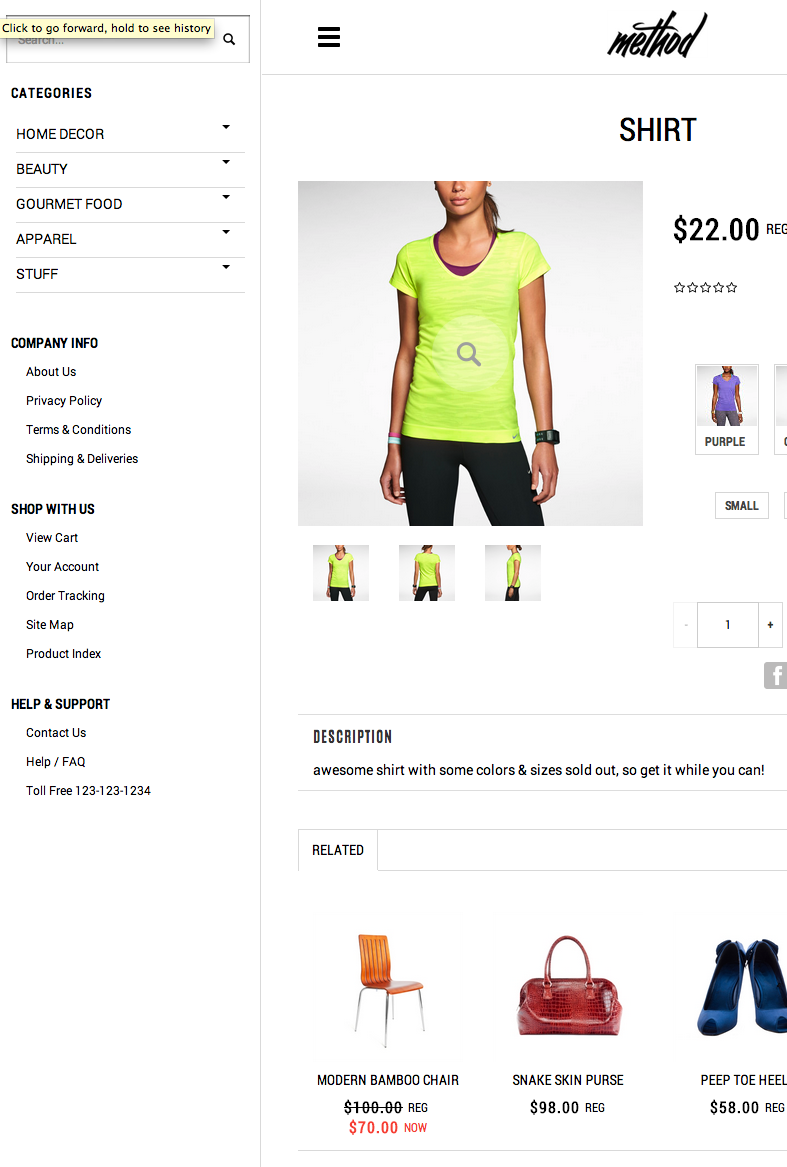 Click to go forward, hold to see history
Search...
CATEGORIES
HOME DECOR
BEAUTY
GOURMET FOOD
APPAREL
STUFF
COMPANY INFO
About Us
Privacy Policy
Terms & Conditions
Shipping & Deliveries
SHOP WITH US
View Cart
Your Account
Order Tracking
Site Map
Product Index
HELP & SUPPORT
Contact Us
Help / FAQ
Toll Free 123-123-1234
method
SHIRT
$22.00 REG
PURPLE
SMALL
- 1 +
f
DESCRIPTION
awesome shirt with some colors & sizes sold out, so get it while you can!
RELATED
MODERN BAMBOO CHAIR
$100.00 REG
$70.00 NOW
SNAKE SKIN PURSE
$98.00 REG
PEEP TOE HEEL
$58.00 REG